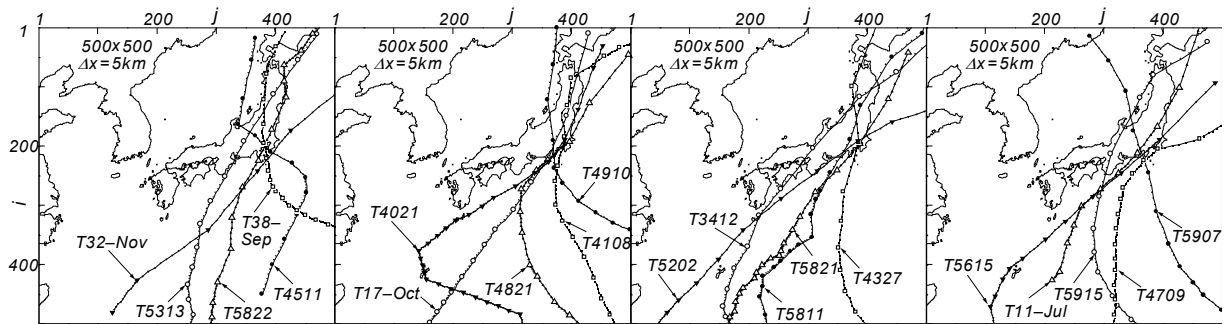 1 200 j 400
200 j 400
200 j 400
1 200 j 400
1
500x500
Δx=5km
500x500
Δx=5km
500x500
Δx=5km
500x500
Δx=5km
200
i
400
T32–Nov
T38–
Sep
T5313
T5822
T4511
T4021
T4910
T4108
T17–Oct
T4821
T3412
T5202
T5821
T4327
T5811
T5615
T5907
T5915
T4709
T11–Jul